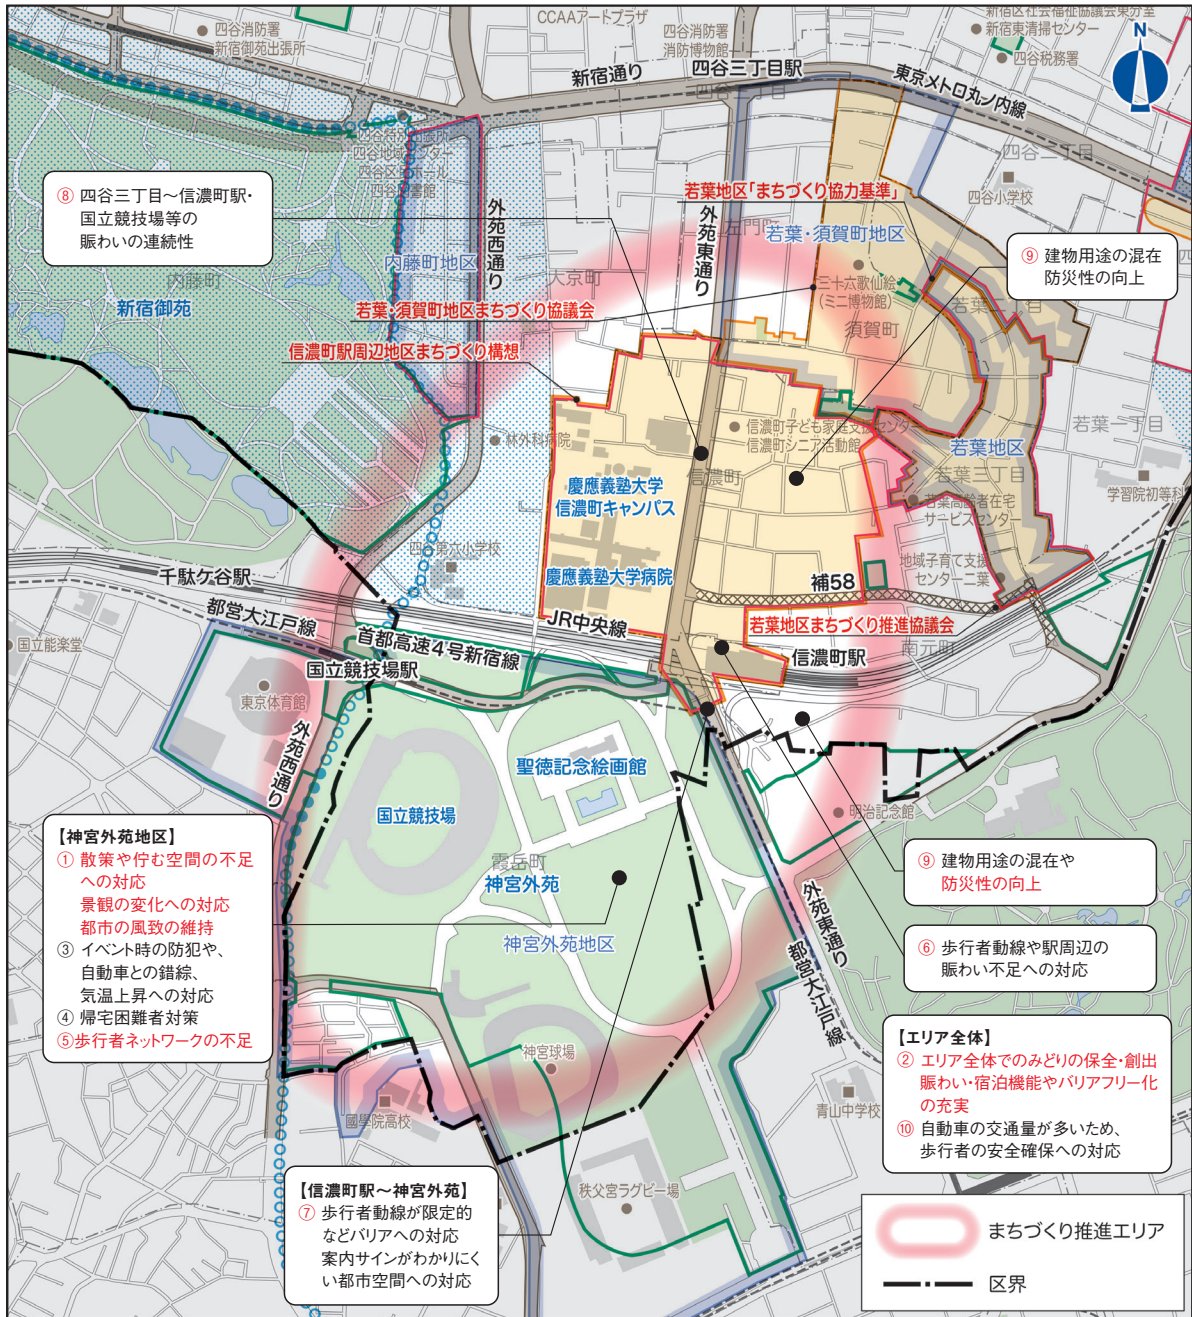 四谷消防署
新宿御苑出張所
CCAAアートプラザ
四谷消防署
消防博物館
新宿区社会福祉協議会東分室
新宿東清掃センター
四谷税務署
N
新宿通り
四谷三丁目駅
四谷三丁目
東京メトロ丸ノ内線
四谷二丁目
四谷小学校
四谷特別出張所
四谷地域センター
四谷区民ホール
四谷図書館
⑧ 四谷三丁目～信濃町駅・
国立競技場等の
賑わいの連続性
若葉地区「まちづくり協力基準」
外苑西通り
外苑東通り
左門町
若葉・須賀町地区
⑨ 建物用途の混在
防災性の向上
内藤町
新宿御苑
内藤町地区
大京町
三十六歌仙絵
(ミニ博物館)
須賀町
若葉二丁目
若葉・須賀町地区まちづくり協議会
信濃町駅周辺地区まちづくり構想
若葉一丁目
林外科病院
信濃町子ども家庭支援センター
信濃町シニア活動館
若葉地区
若葉三丁目
慶應義塾大学
信濃町キャンパス
信濃町
学習院初等科
若葉高齢者在宅
サービスセンター
四谷第六小学校
地域子育て支援
センター二葉
慶應義塾大学病院
千駄ケ谷駅
補58
都営大江戸線
JR中央線
若葉地区まちづくり推進協議会
国立能楽堂
首都高速4号新宿線
信濃町駅
南元町
国立競技場駅
東京体育館
聖徳記念絵画館
外苑西通り
国立競技場
明治記念館
霞岳町
神宮外苑
【神宮外苑地区】
① 散策や佇む空間の不足
への対応
景観の変化への対応
都市の風致の維持
③ イベント時の防犯や、
自動車との錯綜、
気温上昇への対応
④ 帰宅困難者対策
⑤歩行者ネットワークの不足
⑨ 建物用途の混在や
防災性の向上
外苑東通り
神宮外苑地区
都営大江戸線
⑥ 歩行者動線や駅周辺の
賑わい不足への対応
【エリア全体】
② エリア全体でのみどりの保全・創出
賑わい・宿泊機能やバリアフリー化
の充実
⑩ 自動車の交通量が多いため、
歩行者の安全確保への対応
神宮球場
國學院高校
青山中学校
【信濃町駅～神宮外苑】
⑦ 歩行者動線が限定的
などバリアへの対応
案内サインがわかりにく
い都市空間への対応
秩父宮ラグビー場
まちづくり推進エリア
区界